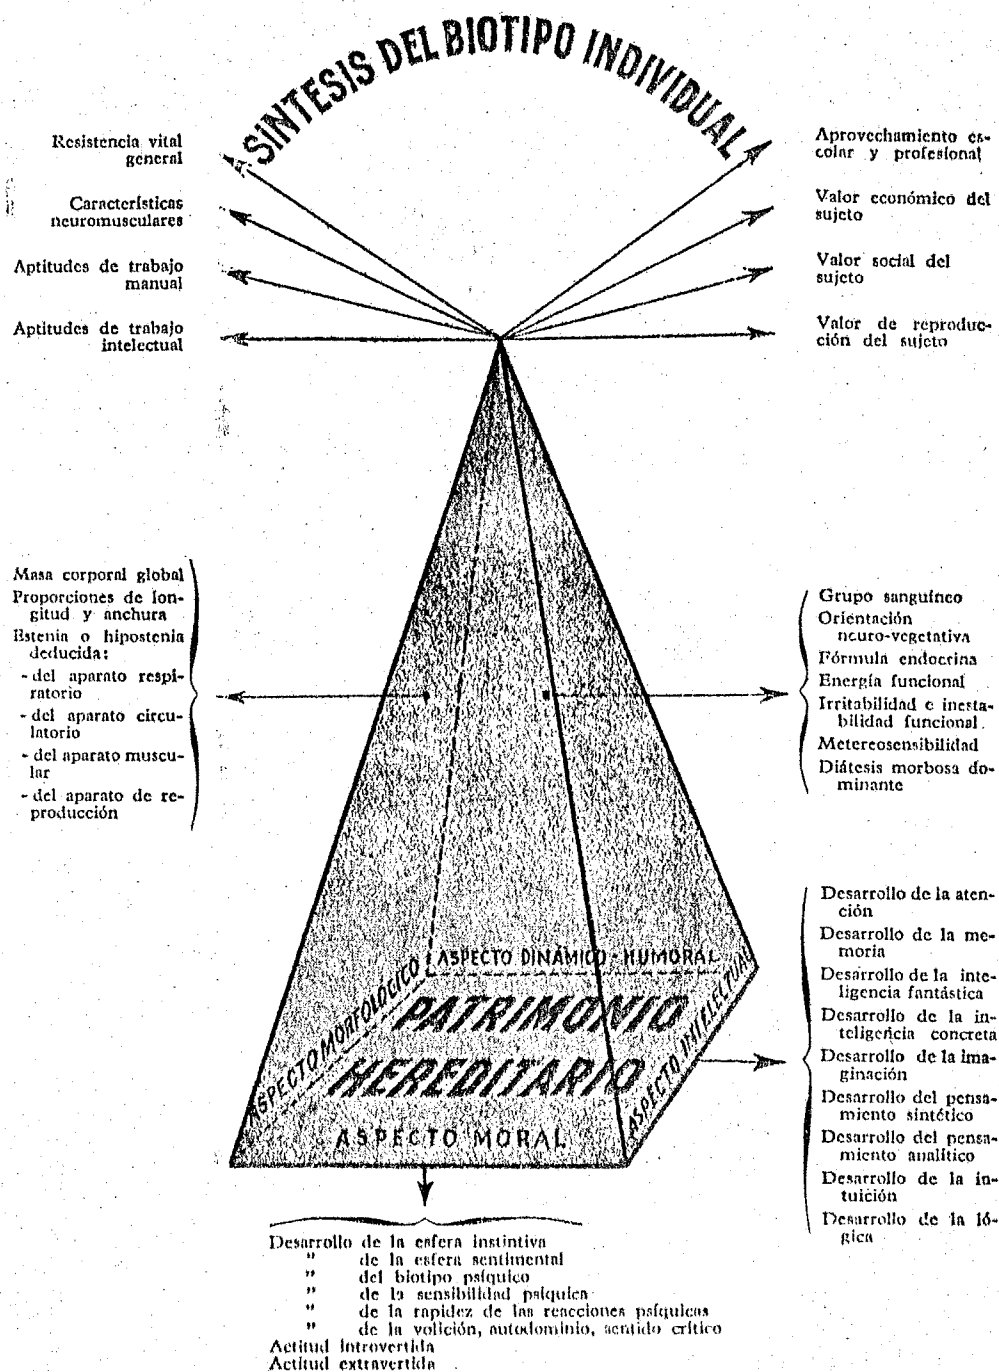 SINTESIS DEL BIOTIPO INDIVIDUAL
Resistencia vital
general
Características
neuromusculares
Aptitudes de trabajo
manual
Aptitudes de trabajo
intelectual
Aprovechamiento es-
colar y profesional
Valor económico del
sujeto
Valor social del
sujeto
Valor de reproduc-
ción del sujeto
Masa corporal global
Proporciones de lon-
gitud y anchura
Estenia o hipostenia
deducida:
- del aparato respi-
ratorio
- del aparato circu-
latorio
- del aparato muscu-
lar
- del aparato de re-
producción
Grupo sanguíneo
Orientación
neuro-vegetativa
Fórmula endocrina
Energía funcional
Irritabilidad e inesta-
bilidad funcional.
Metereosensibilidad
Diátesis morbosa do-
minante
ASPECTO DINÁMICO - HUMORAL
ASPECTO MORFOLÓGICO
PATRIMONIO
HEREDITARIO
ASPECTO INTELECTUAL
ASPECTO MORAL
Desarrollo de la aten-
ción
Desarrollo de la me-
moria
Desarrollo de la inte-
ligencia fantástica
Desarrollo de la in-
teligencia concreta
Desarrollo de la ima-
ginación
Desarrollo del pensa-
miento sintético
Desarrollo del pensa-
miento analítico
Desarrollo de la in-
tuición
Desarrollo de la ló-
gica
Desarrollo de la esfera instintiva
" de la esfera sentimental
" del biotipo psíquico
" de la sensibilidad psíquica
" de la rapidez de las reacciones psíquicas
" de la volición, autodominio, sentido crítico
Actitud introvertida
Actitud extravertida